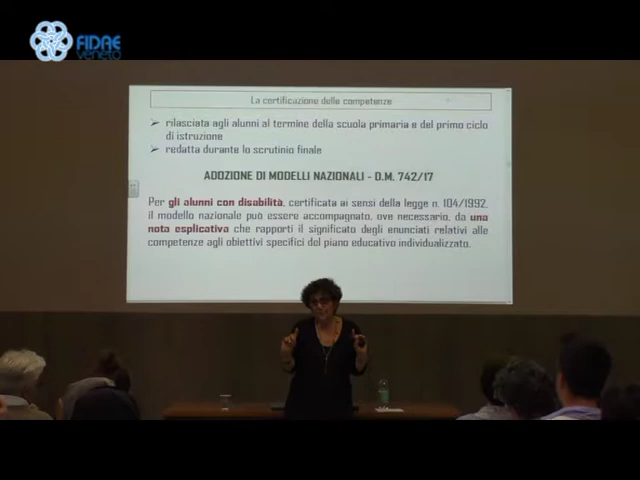 FIDAE
veneto
La certificazione delle competenze
➢ rilasciata agli alunni al termine della scuola primaria e del primo ciclo
di istruzione
➢ redatta durante lo scrutinio finale
ADOZIONE DI MODELLI NAZIONALI - D.M. 742/17
Per gli alunni con disabilità, certificata ai sensi della legge n. 104/1992,
il modello nazionale può essere accompagnato, ove necessario, da una
nota esplicativa che rapporti il significato degli enunciati relativi alle
competenze agli obiettivi specifici del piano educativo individualizzato.